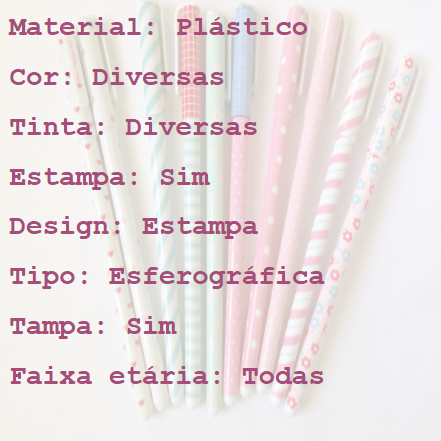 Material: Plástico
Cor: Diversas
Tinta: Diversas
Estampa: Sim
Design: Estampa
Tipo: Esferográfica
Tampa: Sim
Faixa etária: Todas